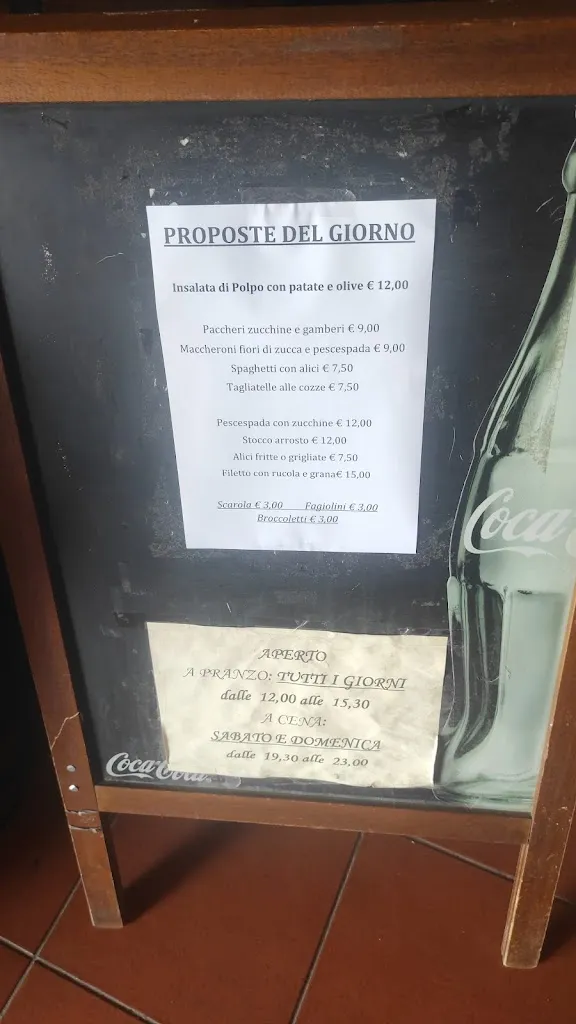 PROPOSTE DEL GIORNO
Insalata di Polpo con patate e olive € 12,00
Paccheri zucchine e gamberi € 9,00
Maccheroni fiori di zucca e pescespada € 9,00
Spaghetti con alici € 7,50
Tagliatelle alle cozze € 7,50
Pescespada con zucchine € 12,00
Stocco arrosto € 12,00
Alici fritte o grigliate € 7,50
Filetto con rucola e grana€ 15,00
Scarola € 3,00 Fagiolini € 3,00
Broccoletti € 3,00
Coca
APERTO
A PRANZO: TUTTI I GIORNI
dalle 12,00 alle 15,30
A CENA:
SABATO E DOMENICA
dalle 19,30 alle 23,00
Coca-Cola